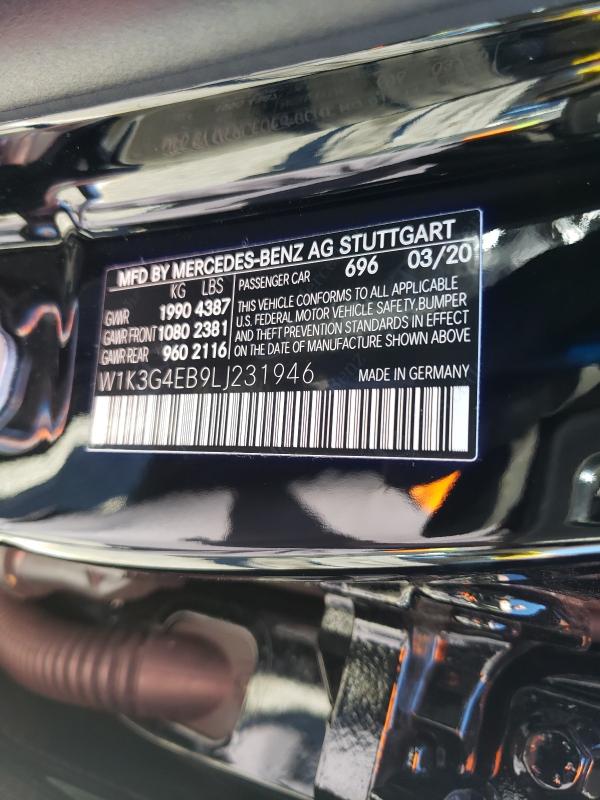 MFD BY MERCEDES-BENZ AG STUTTGART
KG LBS
GVWR 1990 4387
GAWR FRONT 1080 2381
GAWR REAR 960 2116
PASSENGER CAR 696 03/20
THIS VEHICLE CONFORMS TO ALL APPLICABLE
U.S. FEDERAL MOTOR VEHICLE SAFETY, BUMPER
AND THEFT PREVENTION STANDARDS IN EFFECT
ON THE DATE OF MANUFACTURE SHOWN ABOVE
W1K3G4EB9LJ231946 MADE IN GERMANY